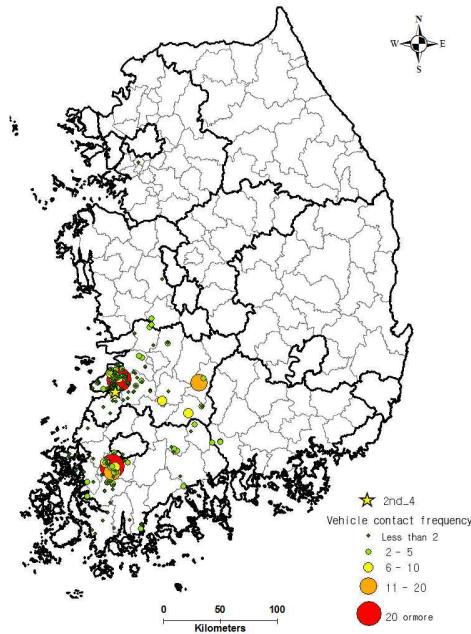 N
W E
S
2nd_4
Vehicle contact frequency
Less than 2
2 - 5
6 - 10
11 - 20
20 ormore
0 50 100
Kilometers